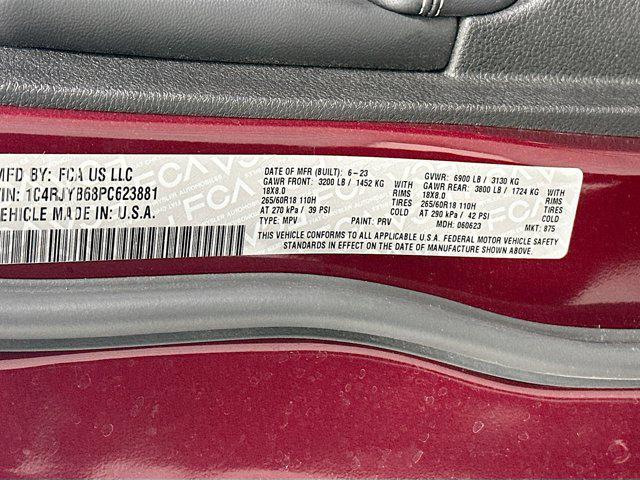 MFD BY: FCA US LLC
VIN: 1C4RJYB68PC623881
VEHICLE MADE IN: U.S.A.
DATE OF MFR (BUILT): 6-23
GAWR FRONT: 3200 LB / 1452 KG WITH
18X8.0 RIMS
265/60R18 110H TIRES
AT 270 kPa / 39 PSI COLD
TYPE: MPV PAINT: PRV
GVWR: 6900 LB / 3130 KG
GAWR REAR: 3800 LB / 1724 KG WITH
18X8.0 RIMS
265/60R18 110H TIRES
AT 290 kPa / 42 PSI COLD
MDH: 060623 MKT: 875
THIS VEHICLE CONFORMS TO ALL APPLICABLE U.S.A. FEDERAL MOTOR VEHICLE SAFETY
STANDARDS IN EFFECT ON THE DATE OF MANUFACTURE SHOWN ABOVE.